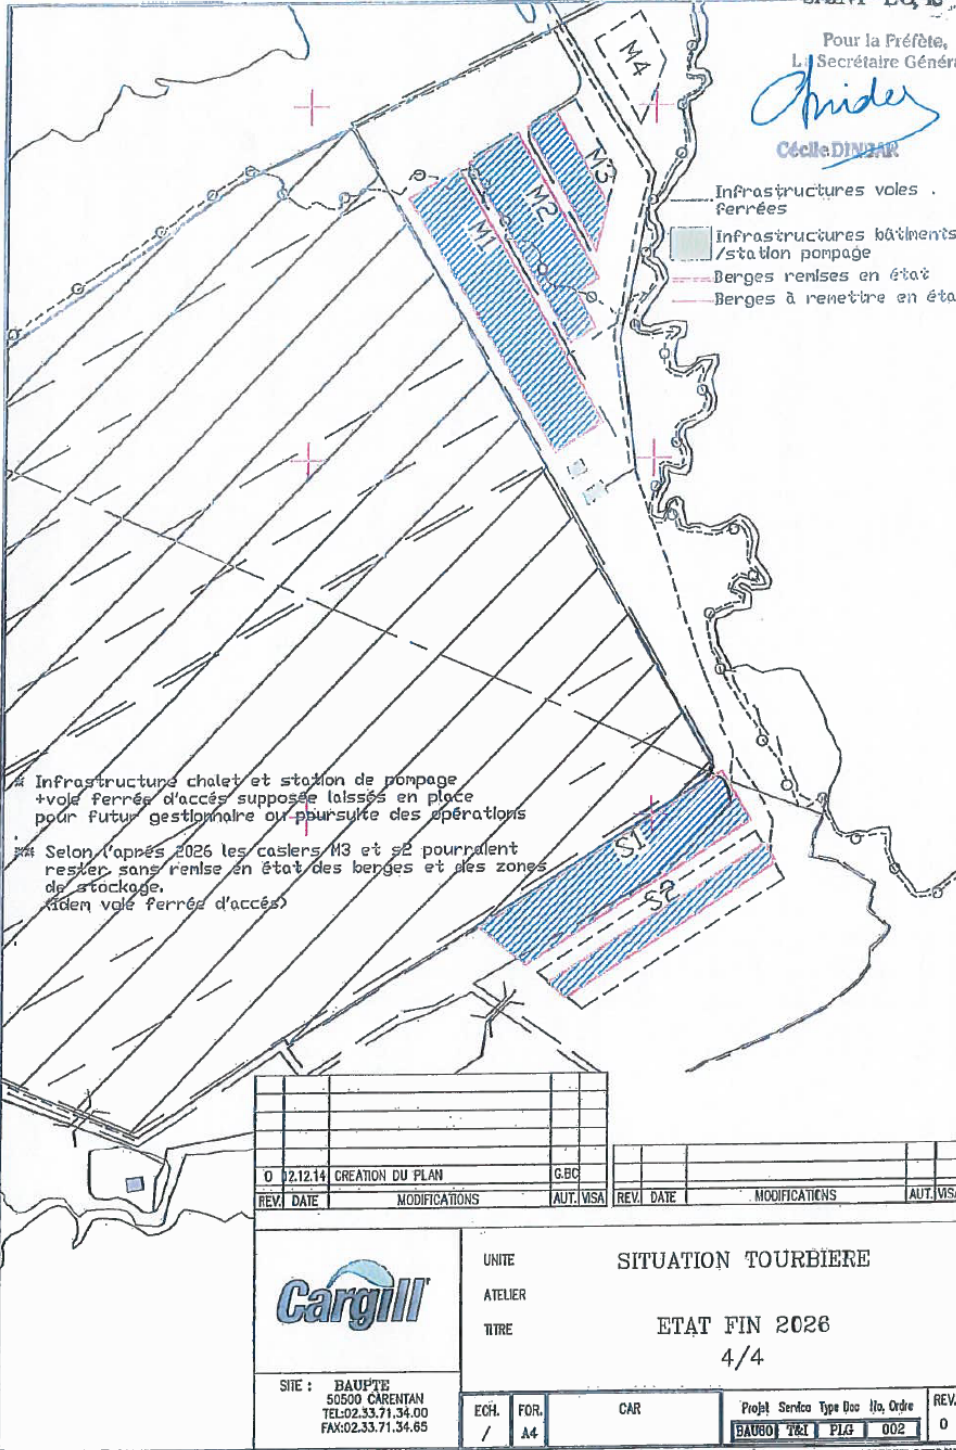 Pour la Préfète,
La Secrétaire Généra
Cécile DINDAR
Infrastructures voies
ferrées
Infrastructures bâtiments
/station pompage
Berges remises en état
Berges à remettre en éta
M4
M3
M2
M1
* Infrastructure chalet et station de pompage
+voie ferrée d'accés supposée laissés en place
pour futur gestionnaire ou poursuite des opérations
** Selon l'aprés 2026 les casiers M3 et s2 pourraient
rester sans remise en état des berges et des zones
de stockage.
(idem voie ferrée d'accés)
S1
S2
0 12.12.14 CREATION DU PLAN G.BC
REV. DATE MODIFICATIONS AUT. VISA REV. DATE MODIFICATIONS AUT. VIS
Cargill
UNITE SITUATION TOURBIERE
ATELIER
TITRE ETAT FIN 2026
4/4
SITE : BAUPTE
50500 CARENTAN
TEL:02.33.71.34.00
FAX:02.33.71.34.65
ECH. FOR. CAR Projet Service Type Doc No. Ordre REV.
/ A4 BAU60 T&I PLG 002 0